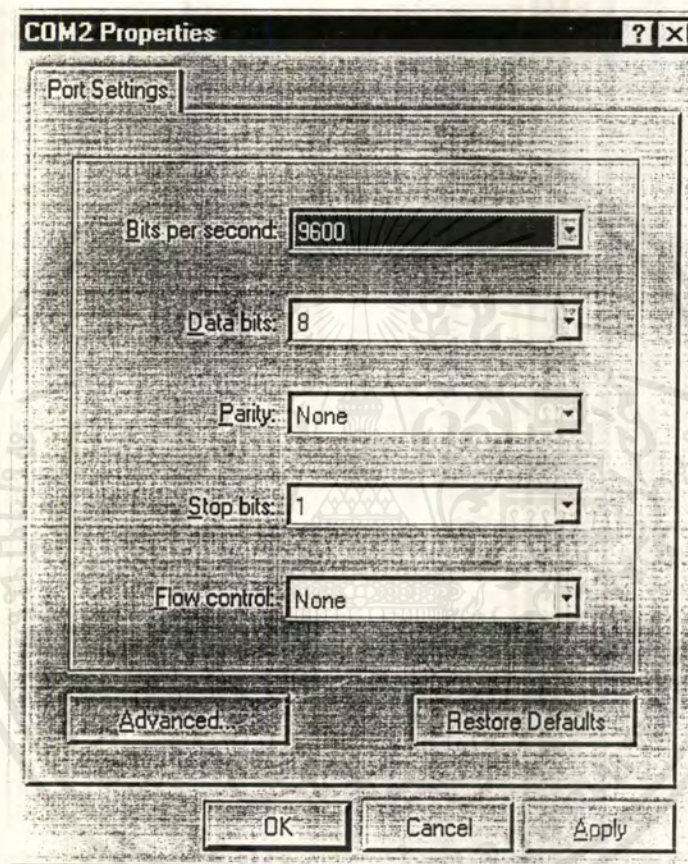 COM2 Properties
Port Settings
Bits per second: 9600
Data bits: 8
Parity: None
Stop bits: 1
Flow control: None
Advanced... Restore Defaults
OK Cancel Apply